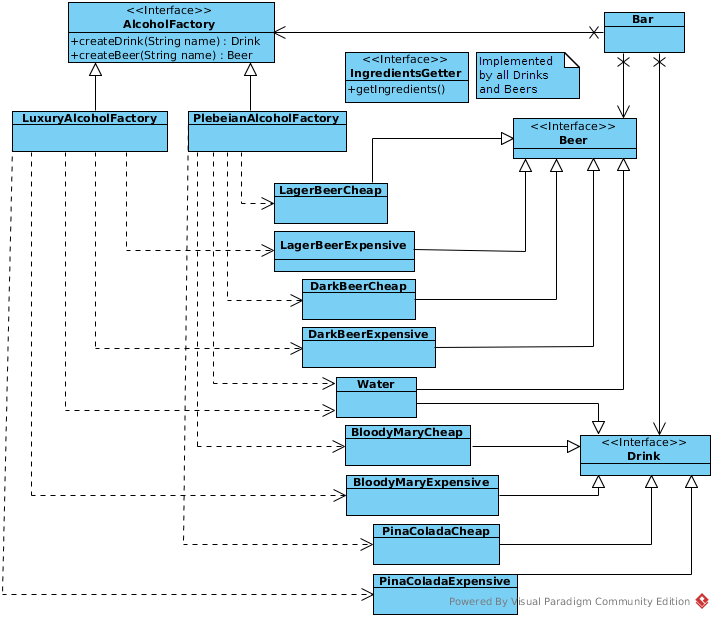 <<Interface>>
AlcoholFactory
+createDrink(String name) : Drink
+createBeer(String name) : Beer
Bar
<<Interface>>
IngredientsGetter
+getIngredients()
Implemented
by all Drinks
and Beers
LuxuryAlcoholFactory
PlebeianAlcoholFactory
<<Interface>>
Beer
LagerBeerCheap
LagerBeerExpensive
DarkBeerCheap
DarkBeerExpensive
Water
BloodyMaryCheap
<<Interface>>
Drink
BloodyMaryExpensive
PinaColadaCheap
PinaColadaExpensive
Powered By Visual Paradigm Community Edition